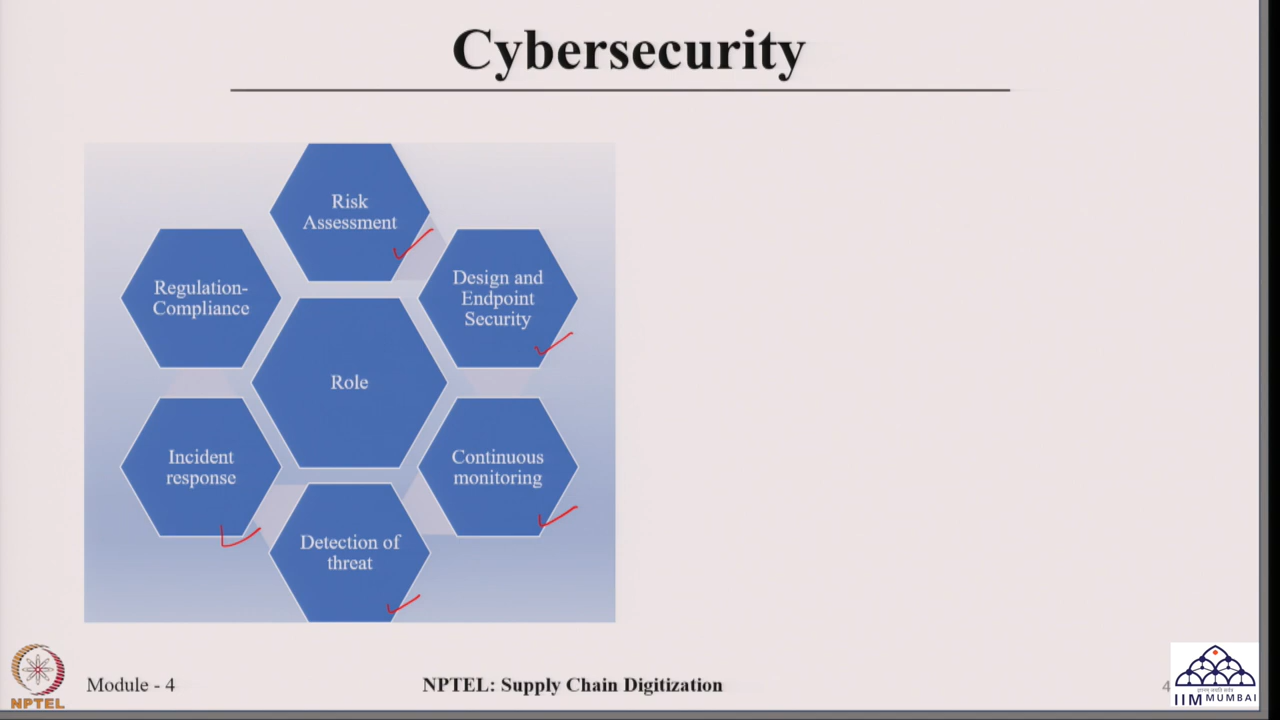 Cybersecurity
Risk
Assessment
Design and
Endpoint
Security
Continuous
monitoring
Detection of
threat
Incident
response
Regulation-
Compliance
Role
NPTEL
Module - 4
NPTEL: Supply Chain Digitization
4
IIM MUMBAI